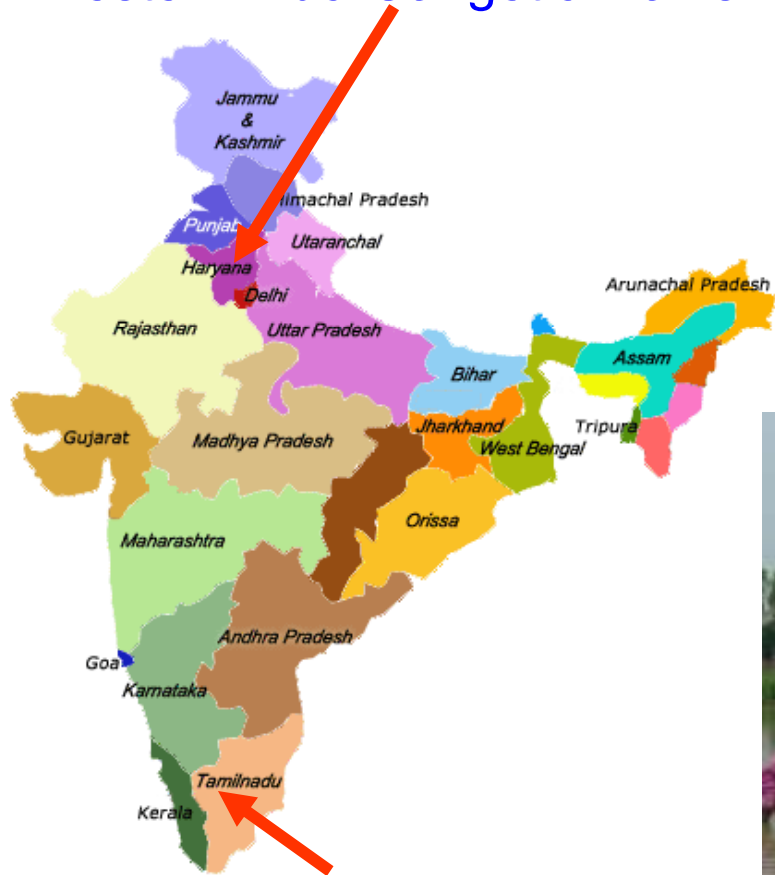 Jammu
&
Kashmir
imachal Pradesh
Punjab
Utaranchal
Haryana
Delhi
Arunachal Pradesh
Rajasthan
Uttar Pradesh
Assam
Bihar
Gujarat
Madhya Pradesh
Jharkhand
Tripura
West Bengal
Orissa
Maharashtra
Andhra Pradesh
Goa
Karnataka
Tamilnadu
Kerala